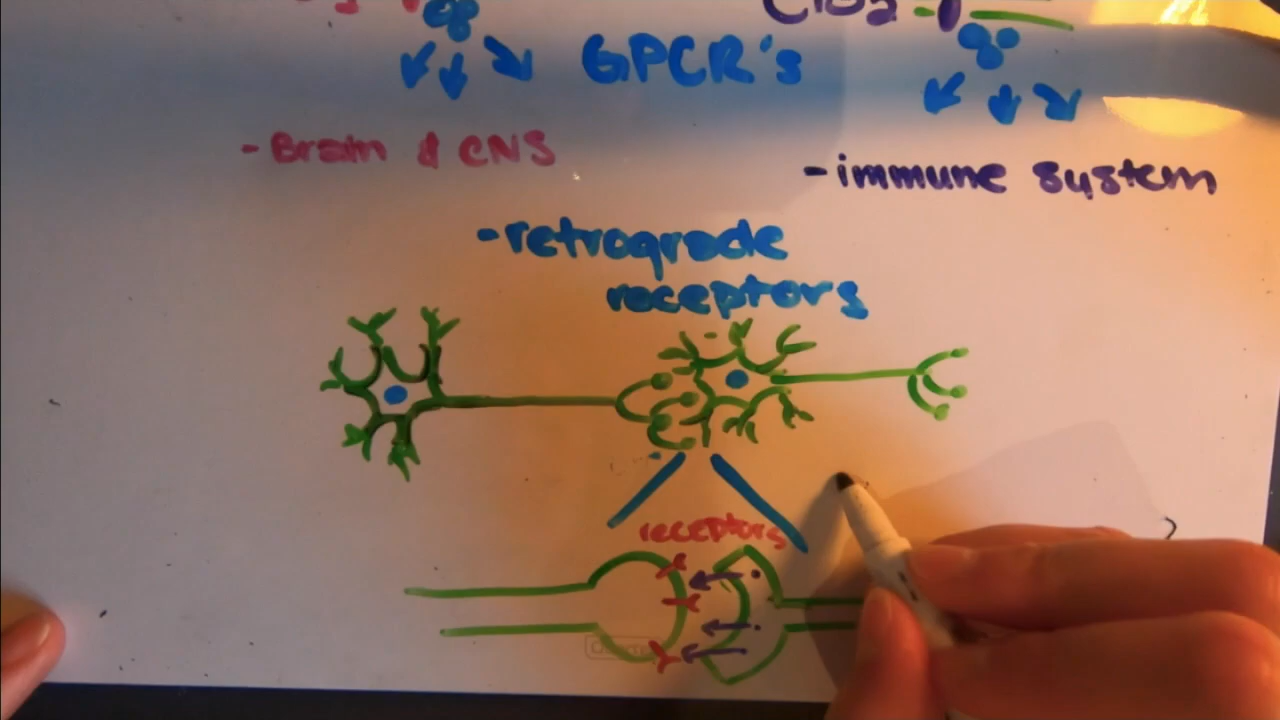 GPCR's
-Brain & CNS
-immune system
-retrograde
receptors
receptors